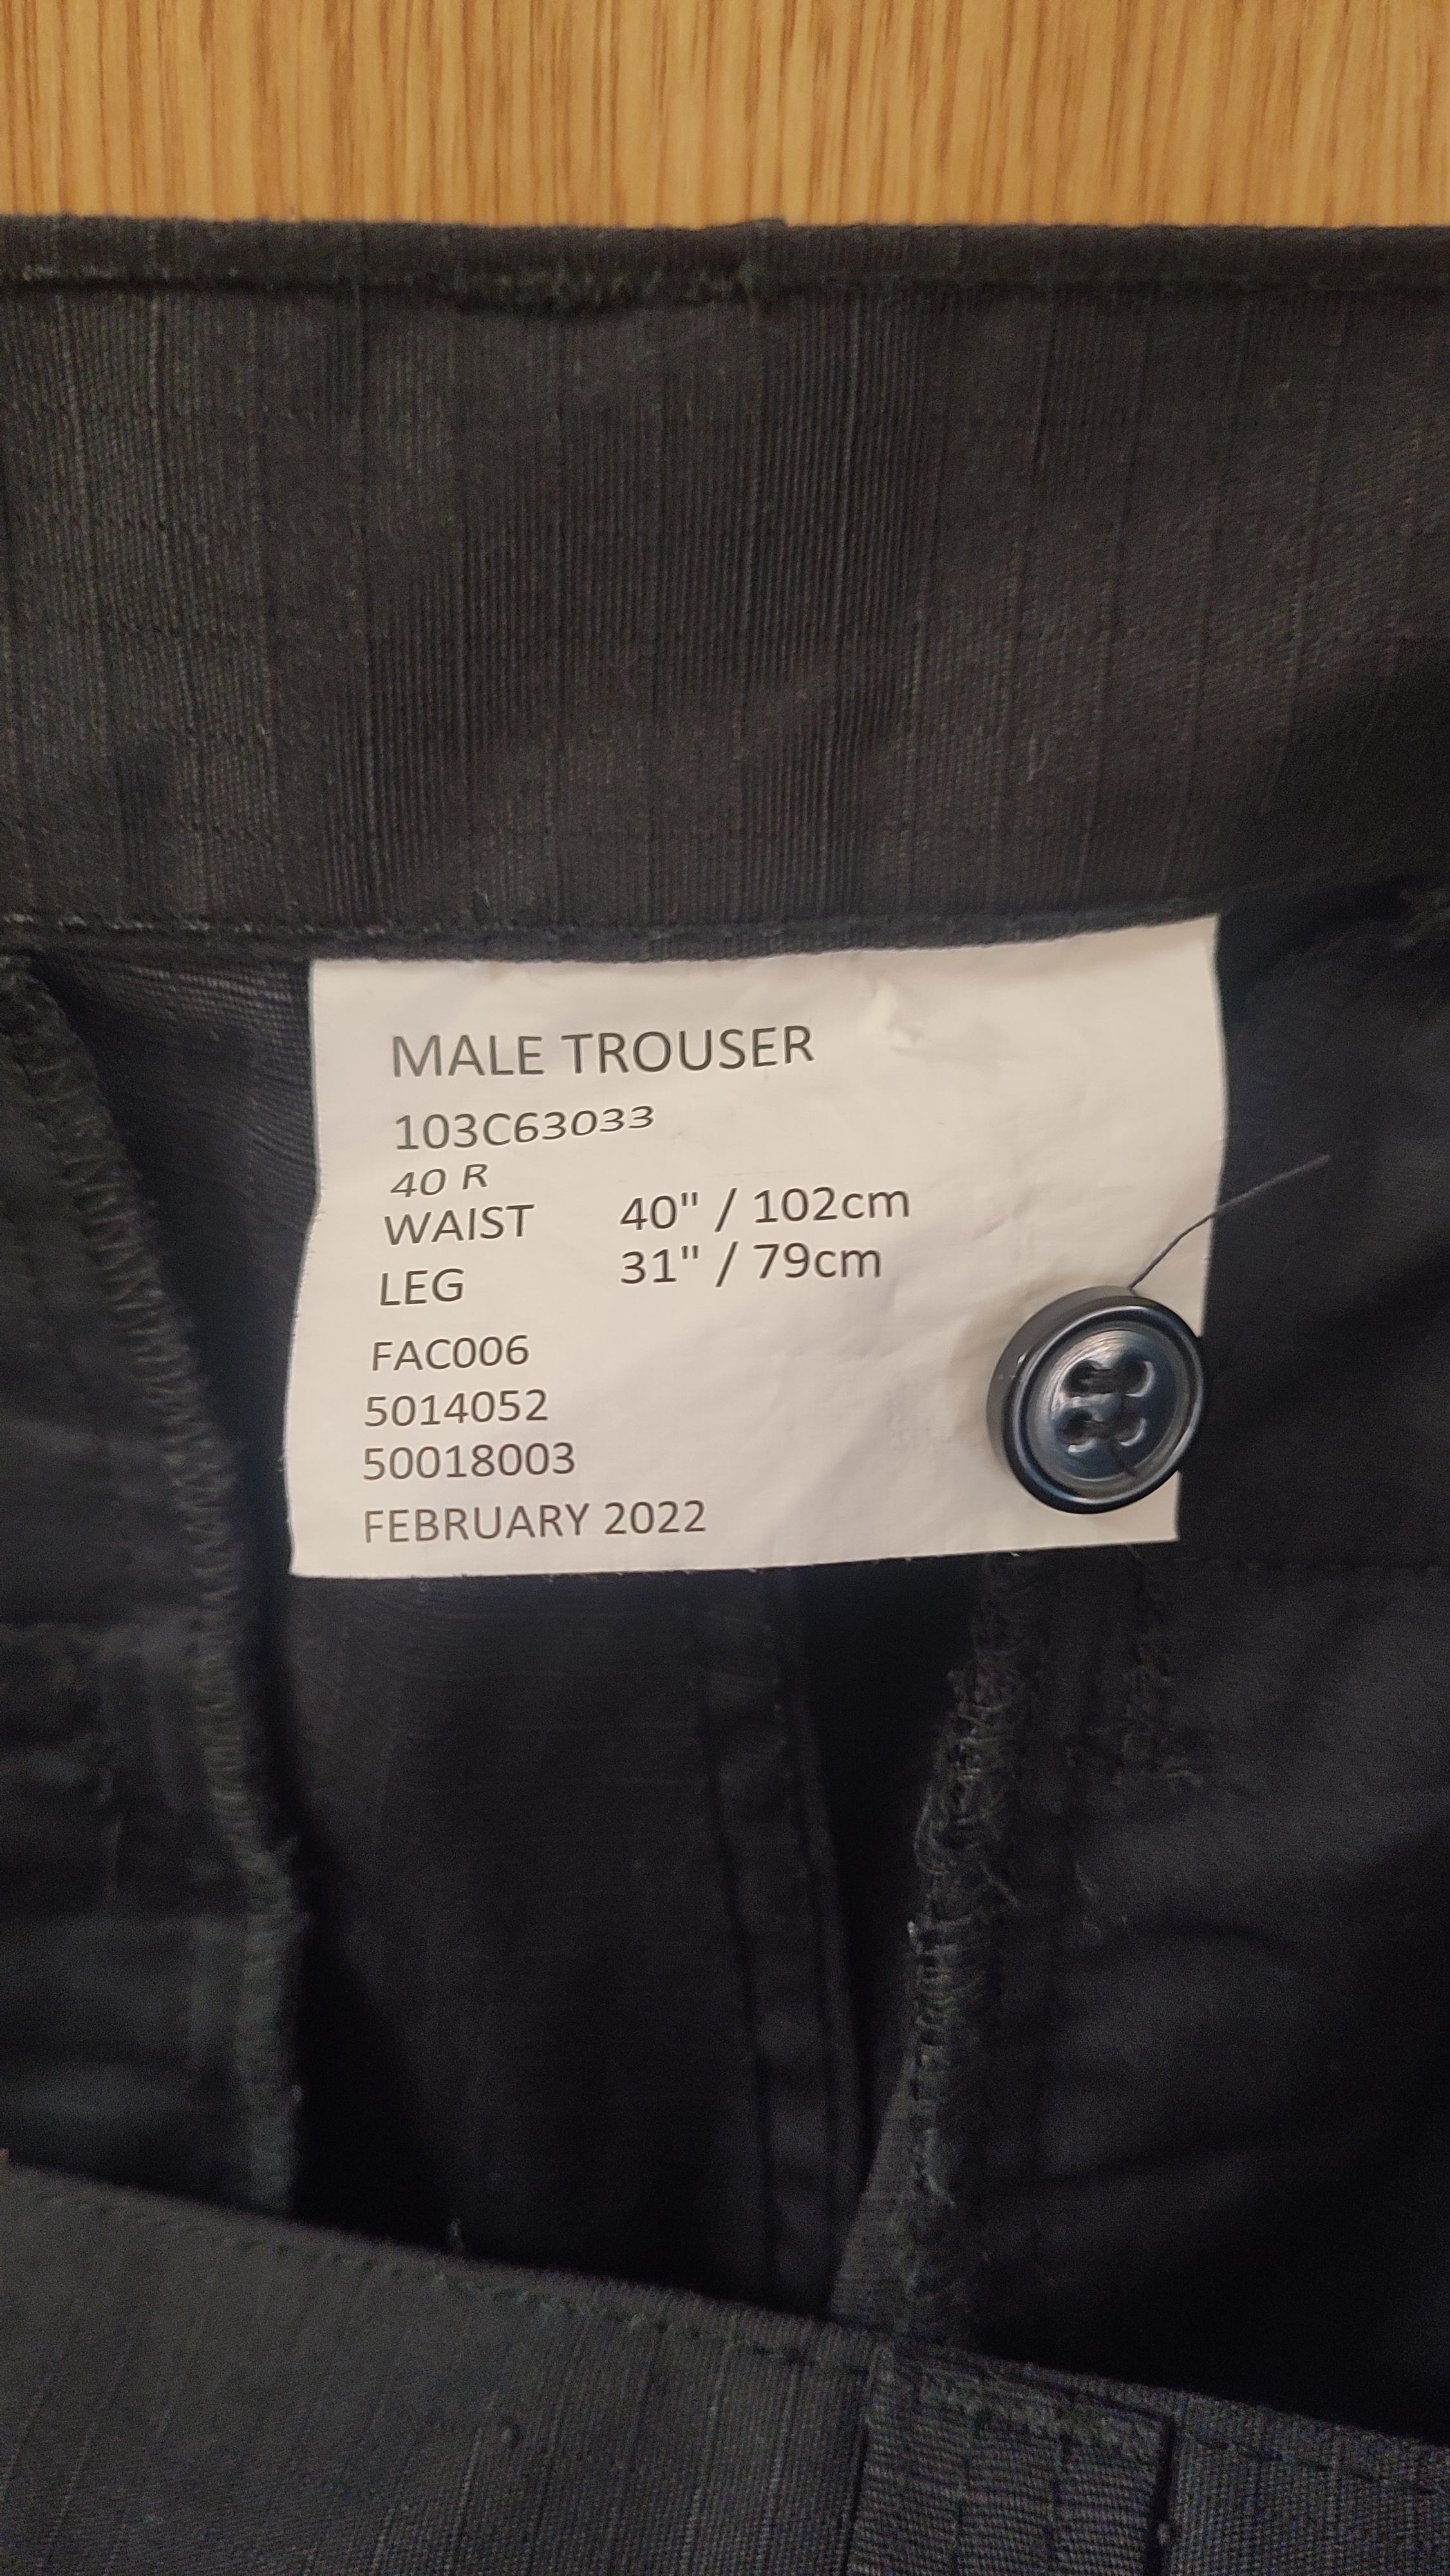 MALE TROUSER
103C63033
40 R
WAIST 40" / 102cm
LEG 31" / 79cm
FAC006
5014052
50018003
FEBRUARY 2022